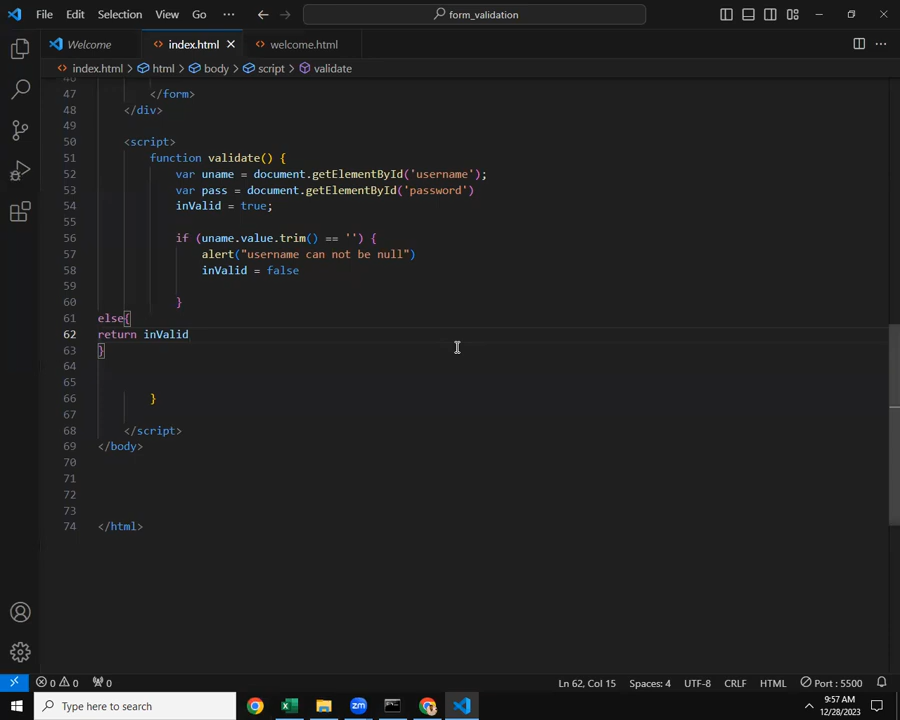 File Edit Selection View Go ··· form_validation
Welcome index.html welcome.html
index.html > html > body > script > validate
47 </form>
48 </div>
49
50 <script>
51 function validate() {
52 var uname = document.getElementById('username');
53 var pass = document.getElementById('password')
54 inValid = true;
55
56 if (uname.value.trim() == '') {
57 alert("username can not be null")
58 inValid = false
59
60 }
61 else{
62 return inValid
63 }
64
65
66 }
67
68 </script>
69 </body>
70
71
72
73
74 </html>
0 0 0 Ln 62, Col 15 Spaces: 4 UTF-8 CRLF HTML Port : 5500
Type here to search zm 9:57 AM
12/28/2023